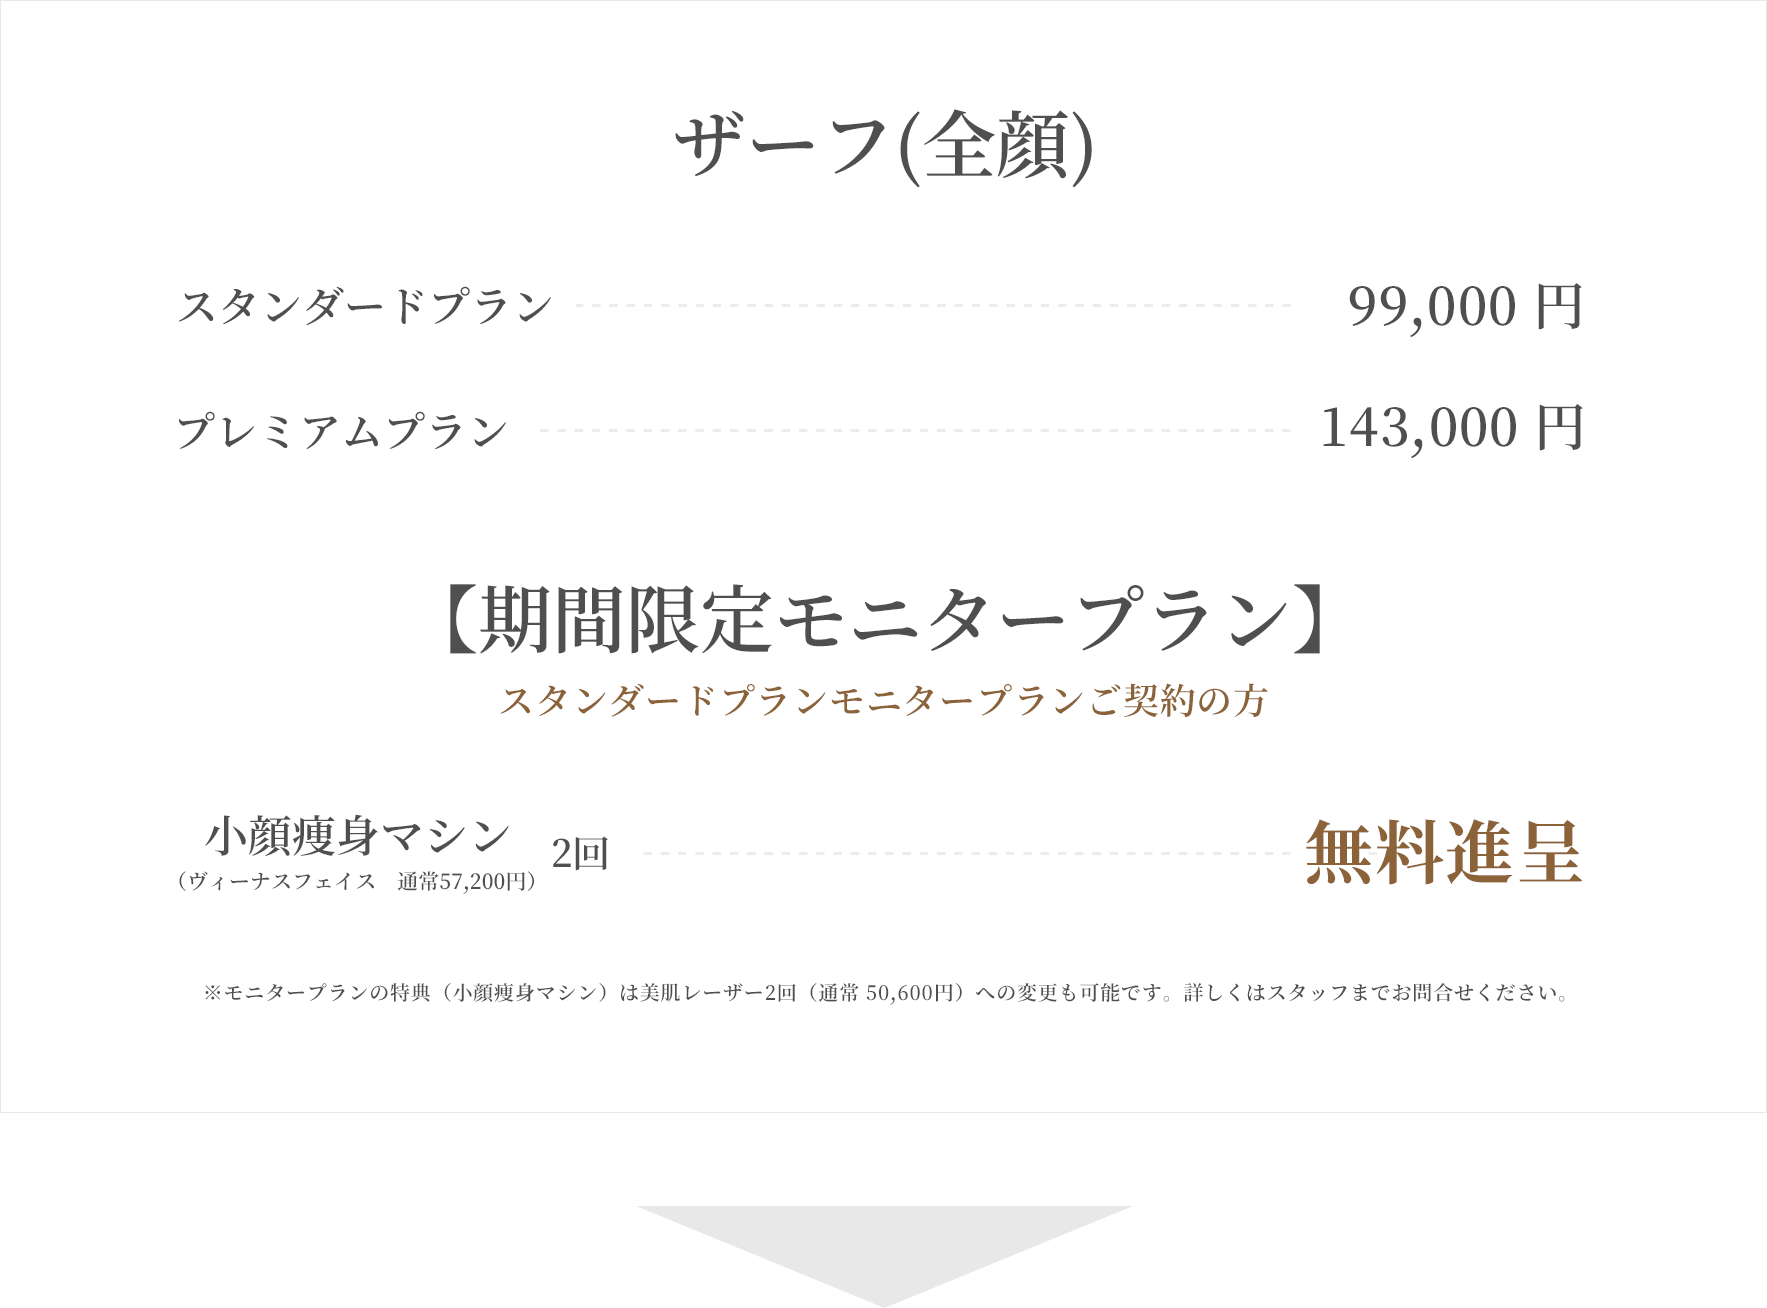 ザーフ(全顔)
スタンダードプラン 99,000 円
プレミアムプラン 143,000 円
【期間限定モニタープラン】
スタンダードプランモニタープランご契約の方
小顔痩身マシン 2回 無料進呈
（ヴィーナスフェイス　通常57,200円）
※モニタープランの特典（小顔痩身マシン）は美肌レーザー2回（通常 50,600円）への変更も可能です。詳しくはスタッフまでお問合せください。